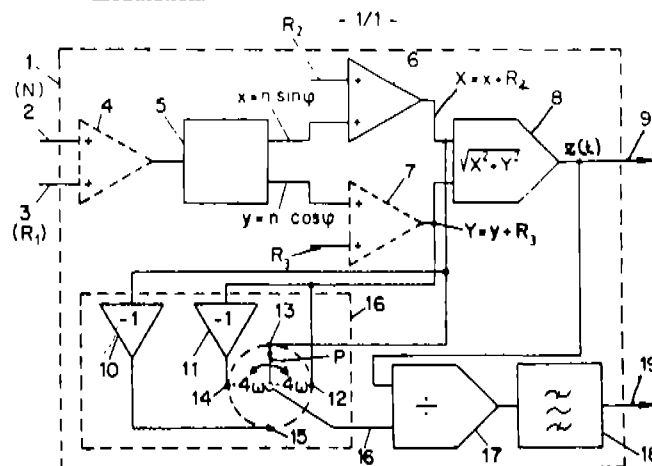 - 1/1 -
R₂
6
1
(N)
2
4
5
x=n sinφ
X=x+R₂
8
9
z(t)
√X²+Y²
7
3
(R₁)
y=n cosφ
R₃
Y=y+R₃
-1
-1
13
16
P
10
11
14
4ω
4ω
12
15
÷
19
16
17
18